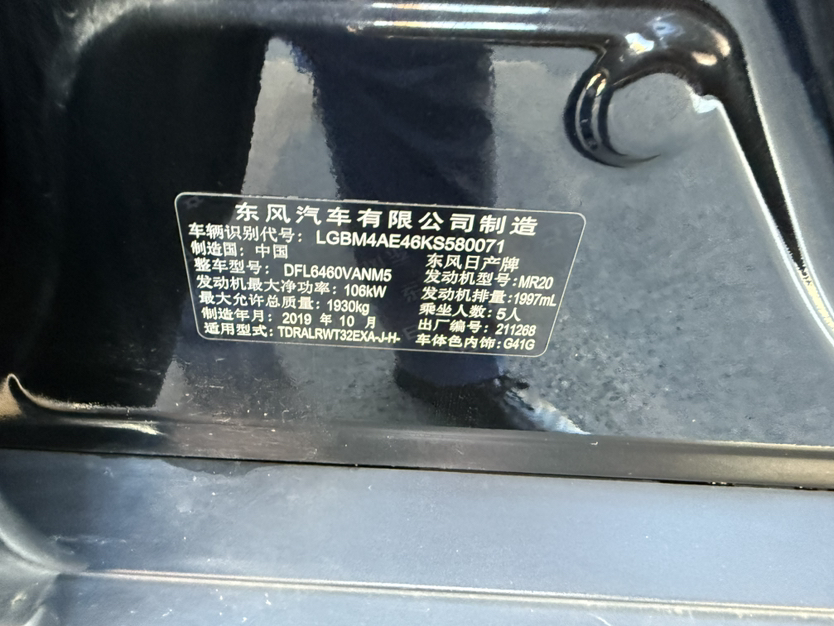 东风汽车有限公司制造
车辆识别代号: LGBM4AE46KS580071
制造国: 中国 东风日产牌
整车型号: DFL6460VANM5 发动机型号: MR20
发动机最大净功率: 106kW 发动机排量: 1997mL
最大允许总质量: 1930kg 乘坐人数: 5人
制造年月: 2019 年 10 月 出厂编号: 211268
适用型式: TDRALRWT32EXA-J-H- 车体色内饰: G41G